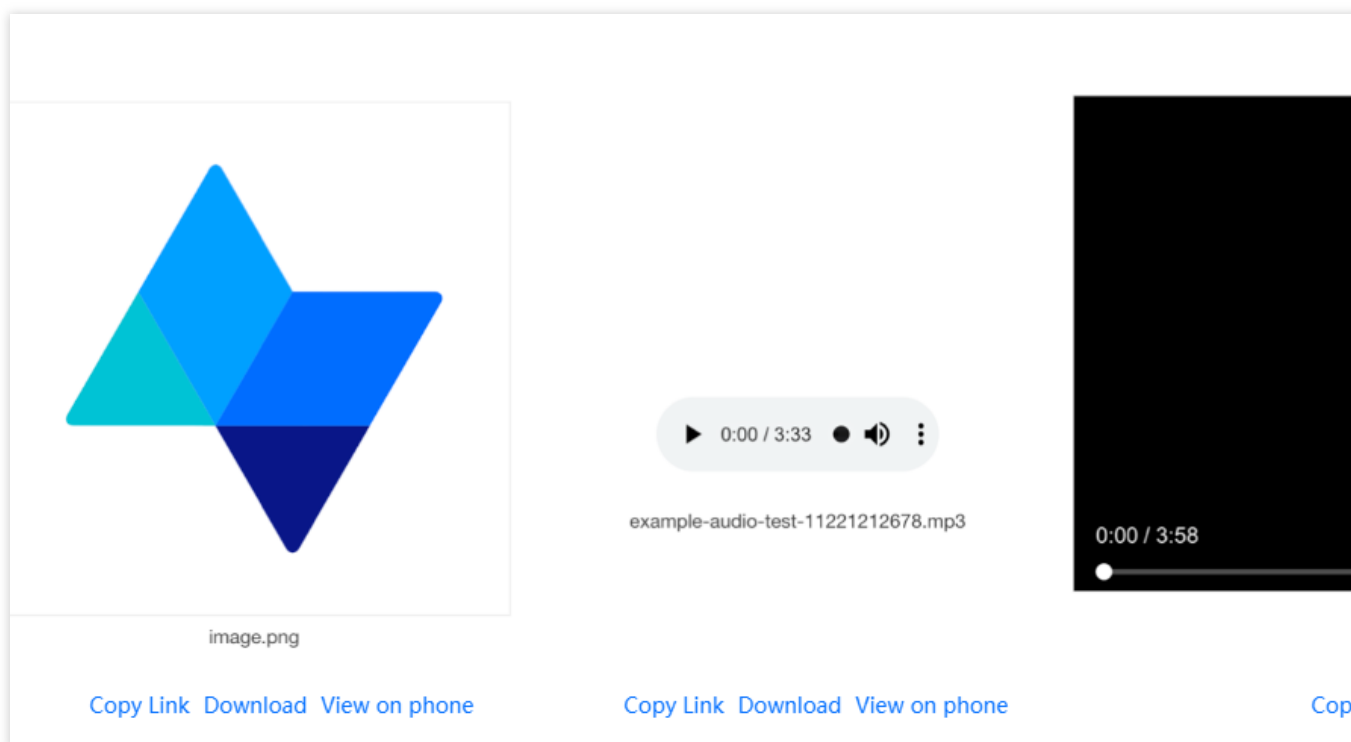 0:00 / 3:33
example-audio-test-11221212678.mp3
0:00 / 3:58
image.png
Copy Link Download View on phone
Copy Link Download View on phone
Cop